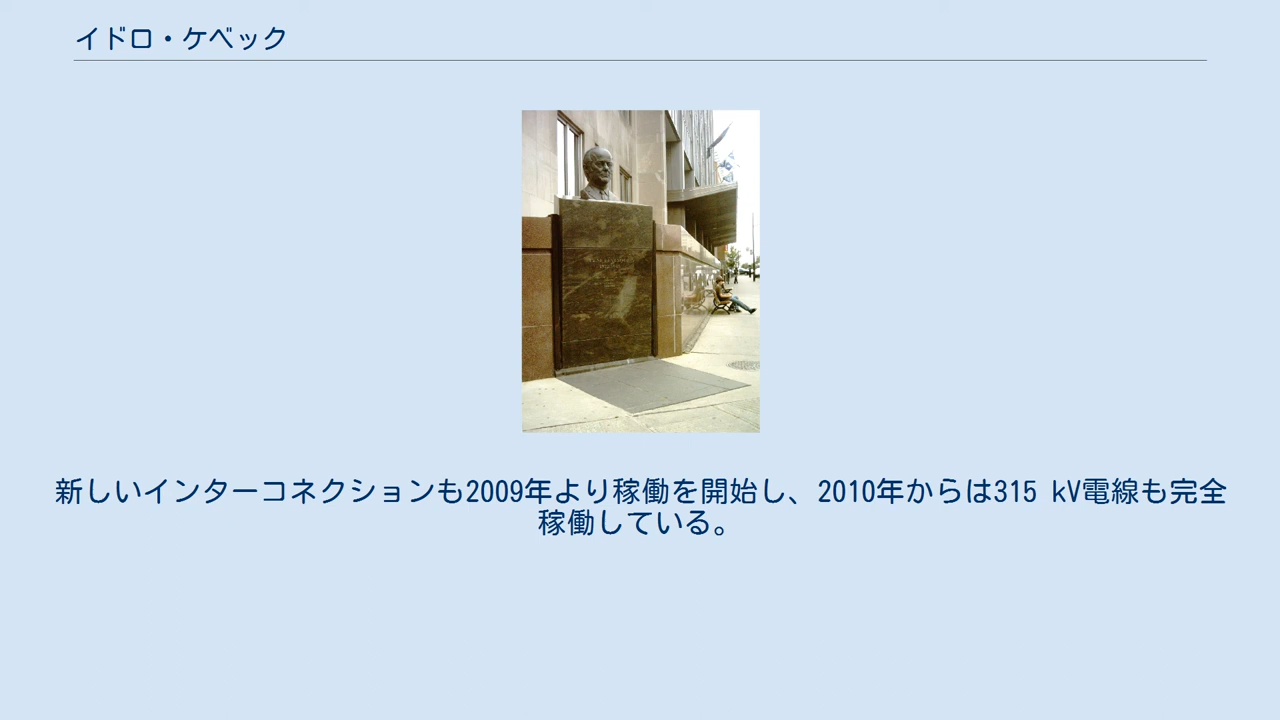 イドロ・ケベック
新しいインターコネクションも2009年より稼働を開始し、2010年からは315 kV電線も完全
稼働している。